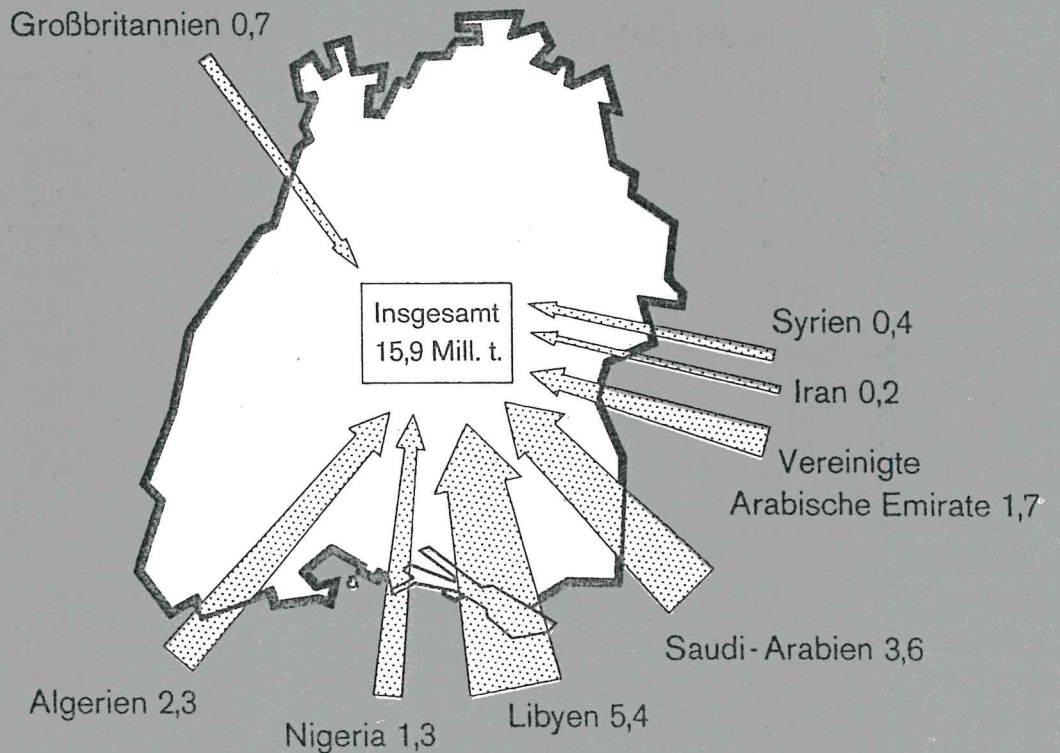 Großbritannien 0,7
Insgesamt
15,9 Mill. t.
Syrien 0,4
Iran 0,2
Vereinigte
Arabische Emirate 1,7
Saudi-Arabien 3,6
Algerien 2,3
Nigeria 1,3
Libyen 5,4